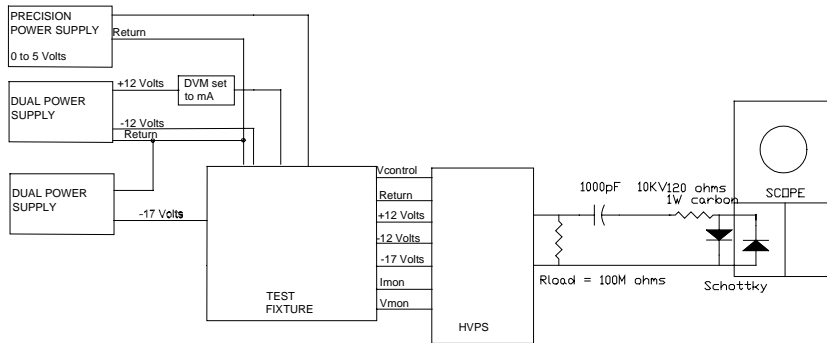 PRECISION
POWER SUPPLY
Return
0 to 5 Volts
+12 Volts
DVM set
to mA
DUAL POWER
SUPPLY
-12 Volts
Return
DUAL POWER
SUPPLY
-17 Volts
Vcontrol
Return
+12 Volts
-12 Volts
-17 Volts
Imon
Vmon
TEST
FIXTURE
HVPS
1000pF 10KV
120 ohms
1W carbon
SCOPE
Rload = 100M ohms
Schottky